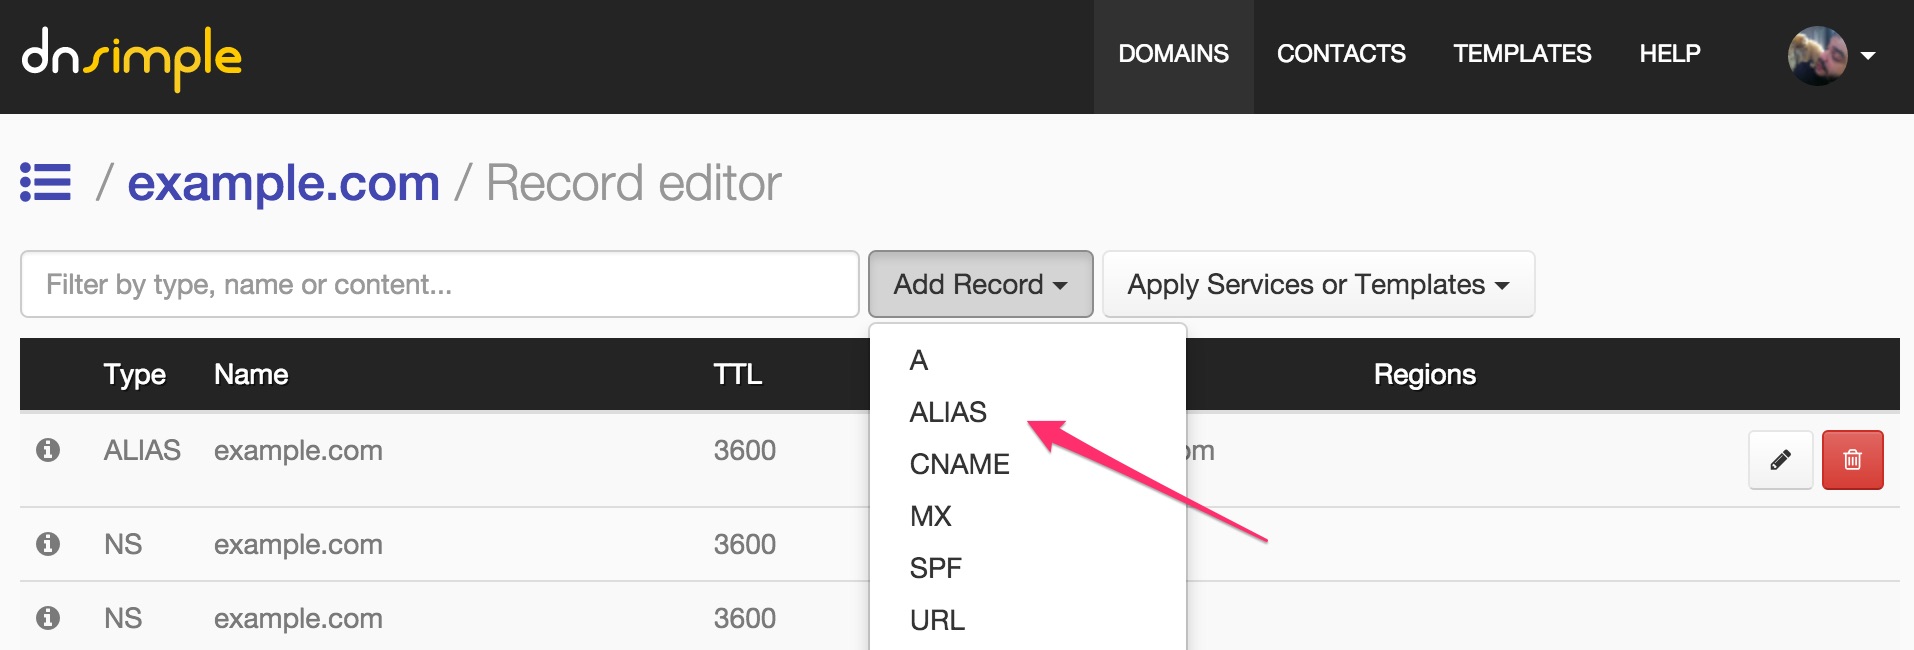 dnsimple
DOMAINS CONTACTS TEMPLATES HELP
/ example.com / Record editor
Filter by type, name or content... Add Record Apply Services or Templates
Type Name TTL Regions
A
ALIAS
CNAME
MX
SPF
URL
ALIAS example.com 3600 om
NS example.com 3600
NS example.com 3600